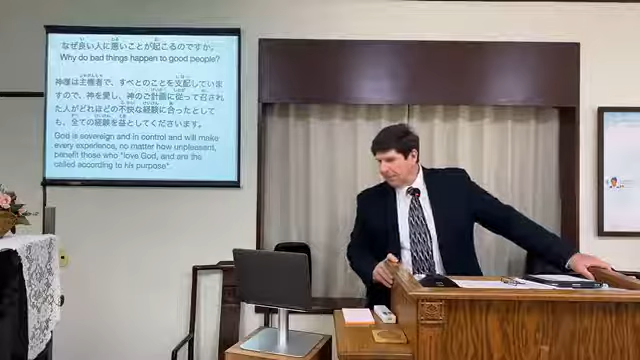 なぜ良い人に悪いことが起こるのですか。
Why do bad things happen to good people?
神様は主権者で、すべとのことを支配していま
すので、神を愛し、神のご計画に従って召され
た人がどれほどの不快な経験に合ったとして
も、全ての経験を益としてくださいます。
God is sovereign and in control and will make
every experience, no matter how unpleasant,
benefit those who "love God, and are the
called according to his purpose".